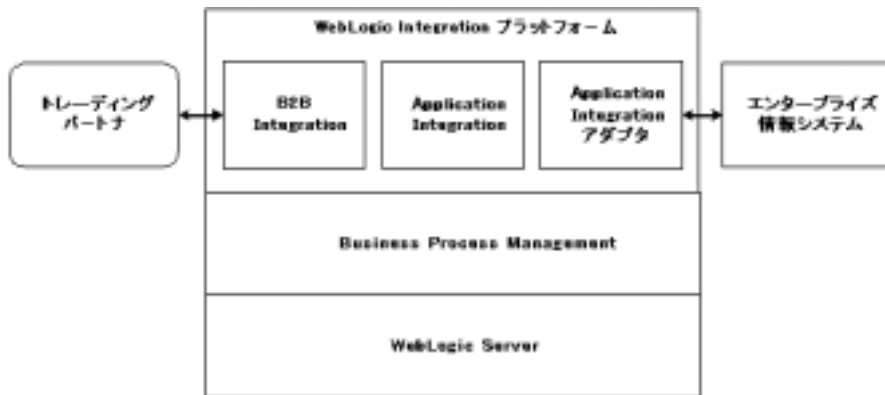 WebLogic Integration プラットフォーム
トレーディング
パートナ
B2B
Integration
Application
Integration
Application
Integration
アダプタ
エンタープライズ
情報システム
Business Process Management
WebLogic Server